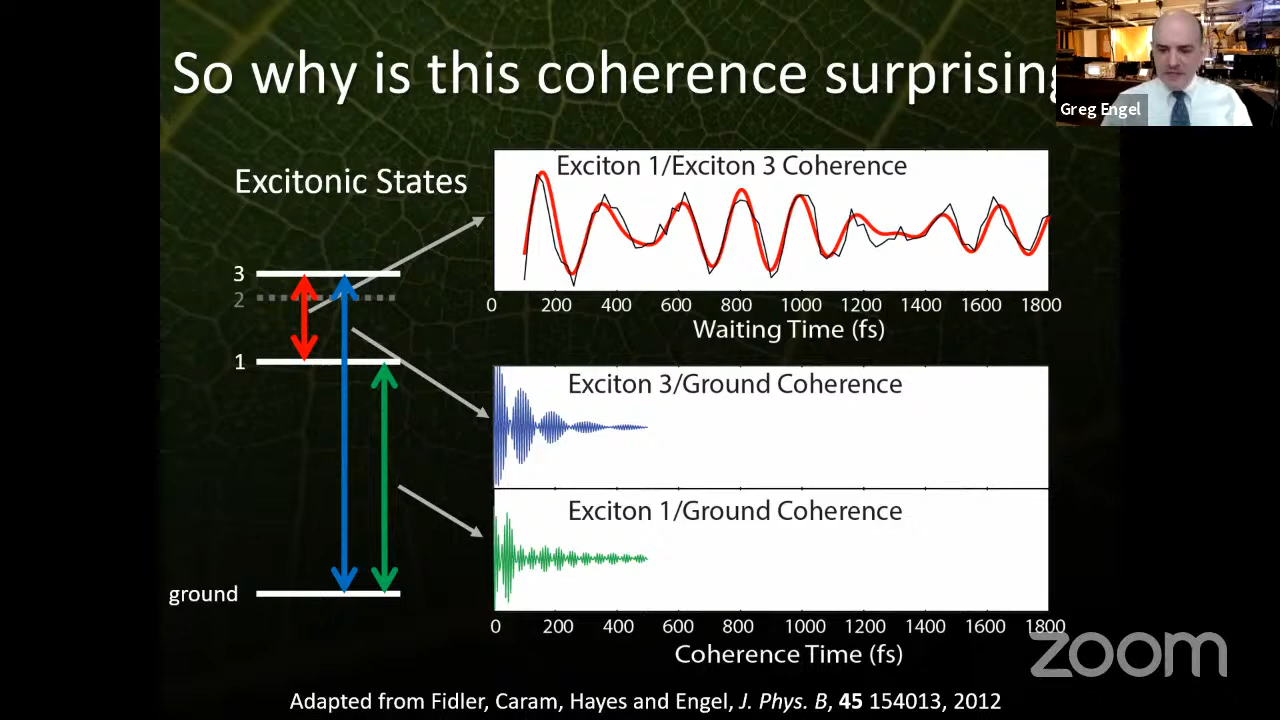 So why is this coherence surprising
Greg Engel
Excitonic States
Exciton 1/Exciton 3 Coherence
3
2
1
ground
0 200 400 600 800 1000 1200 1400 1600 1800
Waiting Time (fs)
Exciton 3/Ground Coherence
Exciton 1/Ground Coherence
0 200 400 600 800 1000 1200 1400 1600 1800
Coherence Time (fs)
zoom
Adapted from Fidler, Caram, Hayes and Engel, J. Phys. B, 45 154013, 2012